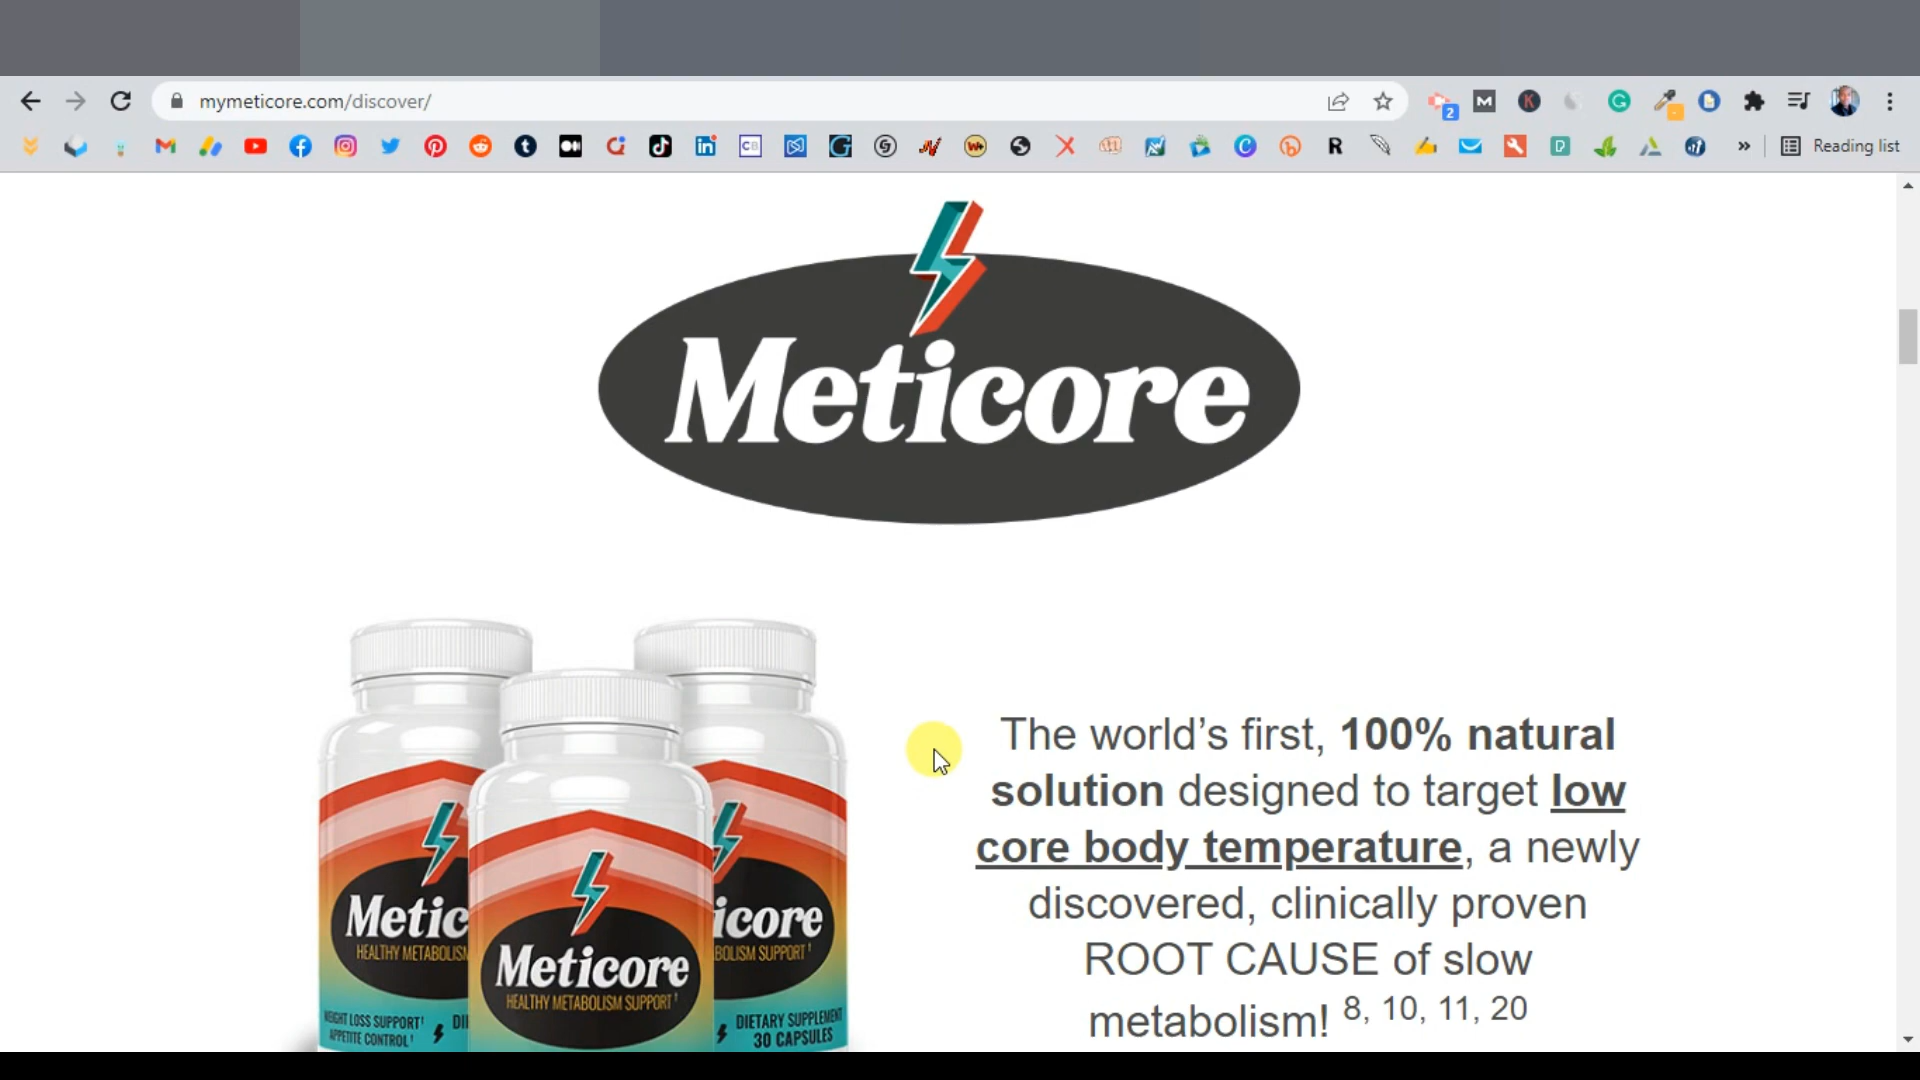 mymeticore.com/discover/
Reading list
Meticore
The world's first, 100% natural
solution designed to target low
core body temperature, a newly
discovered, clinically proven
ROOT CAUSE of slow
metabolism! 8, 10, 11, 20
Metic
HEALTHY METABOLISM
WEIGHT LOSS SUPPORT†
APPETITE CONTROL†
Meticore
HEALTHY METABOLISM SUPPORT†
icore
BOLISM SUPPORT†
DIETARY SUPPLEMENT
30 CAPSULES